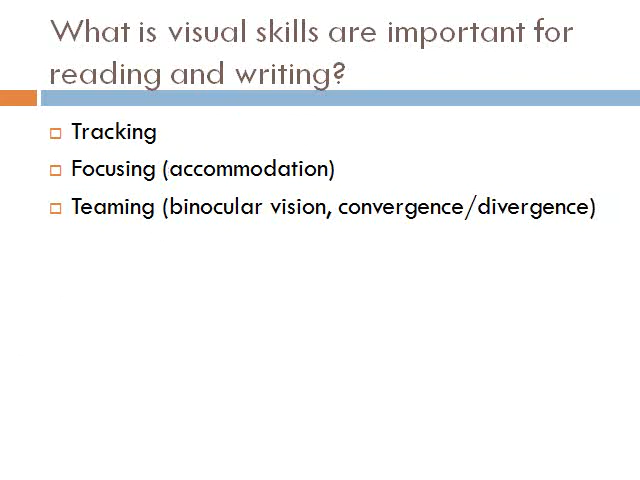 What is visual skills are important for
reading and writing?
Tracking
Focusing (accommodation)
Teaming (binocular vision, convergence/divergence)